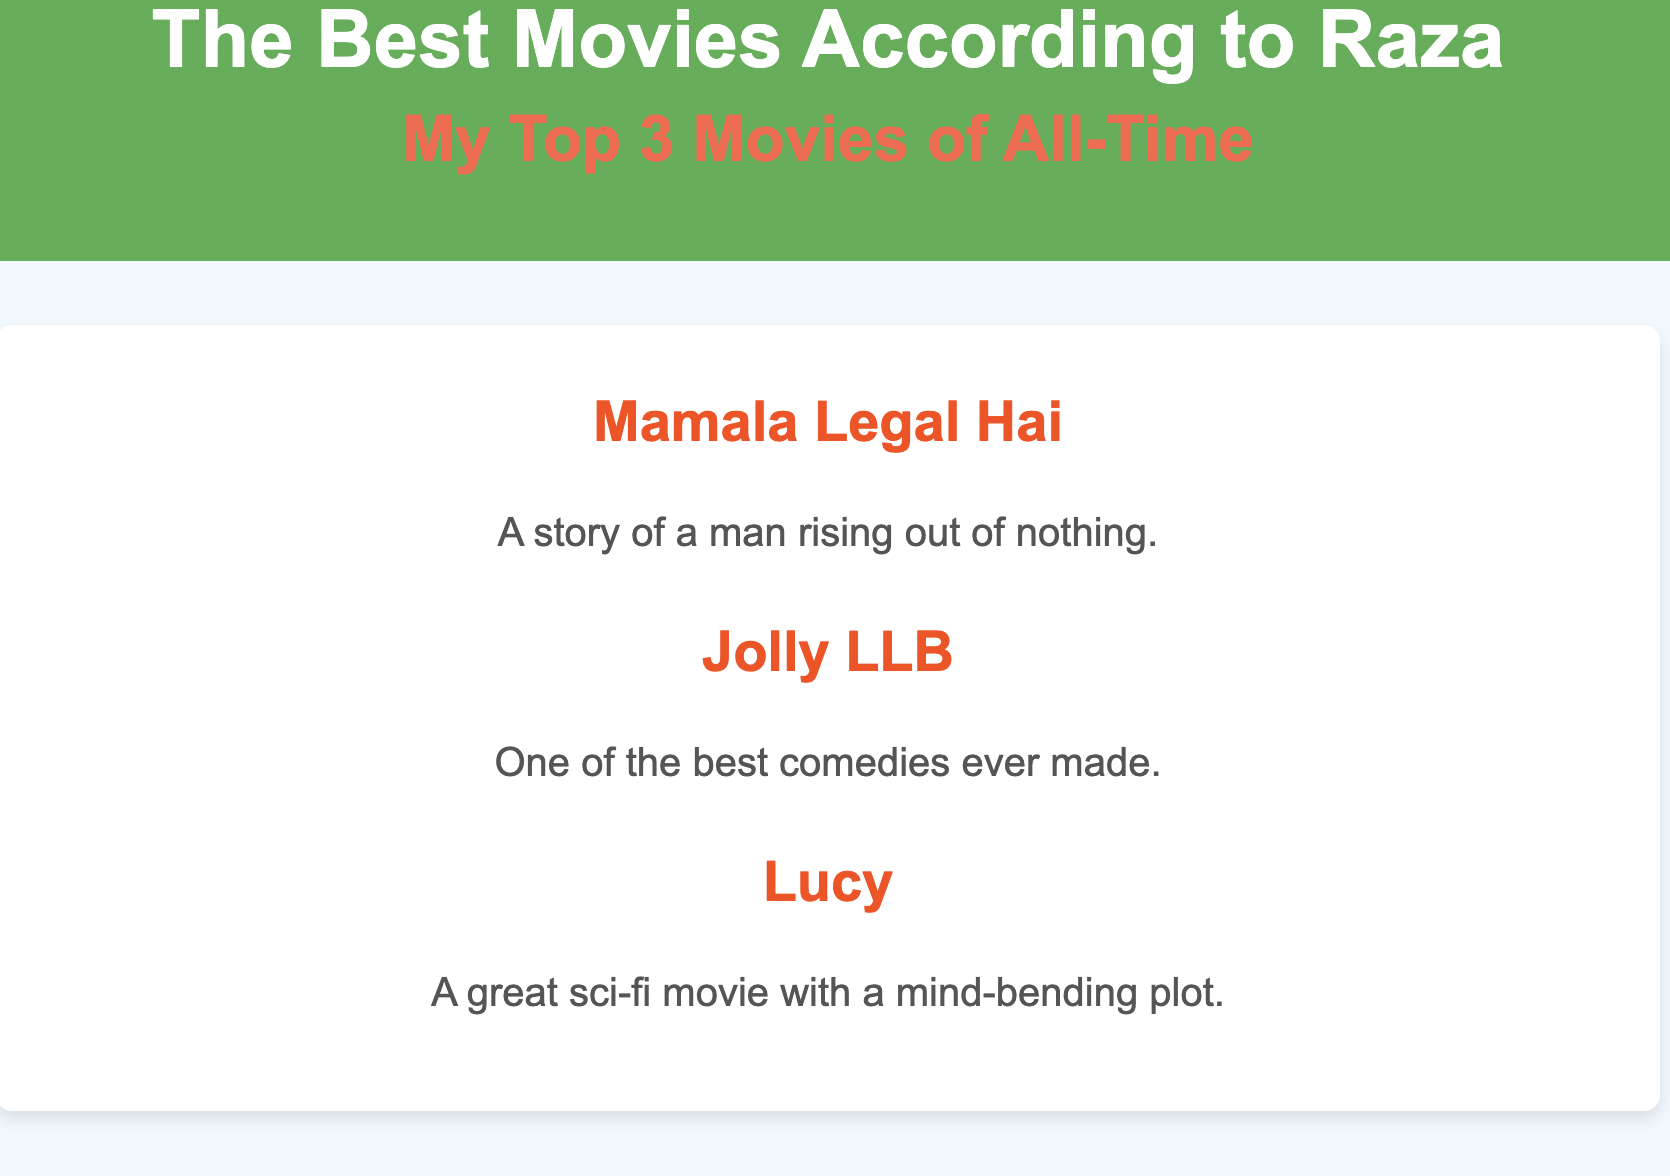 The Best Movies According to Raza
My Top 3 Movies of All-Time
Mamala Legal Hai
A story of a man rising out of nothing.
Jolly LLB
One of the best comedies ever made.
Lucy
A great sci-fi movie with a mind-bending plot.